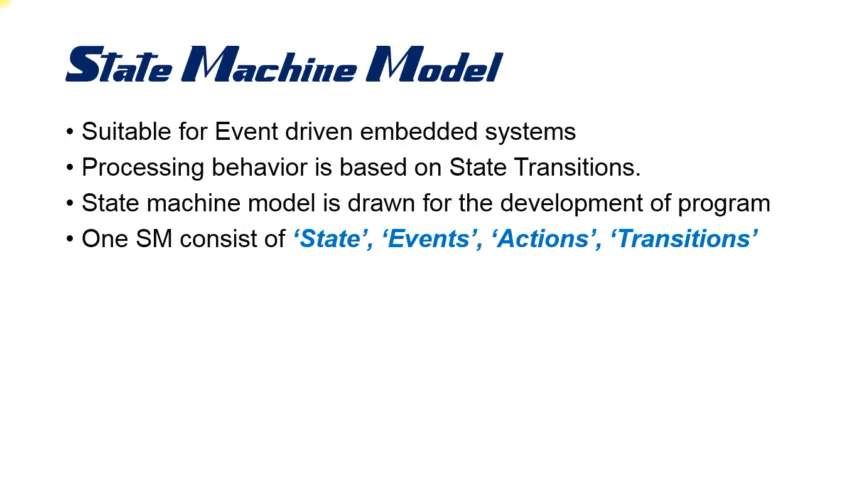 State Machine Model
• Suitable for Event driven embedded systems
• Processing behavior is based on State Transitions.
• State machine model is drawn for the development of program
• One SM consist of ‘State’, ‘Events’, ‘Actions’, ‘Transitions’